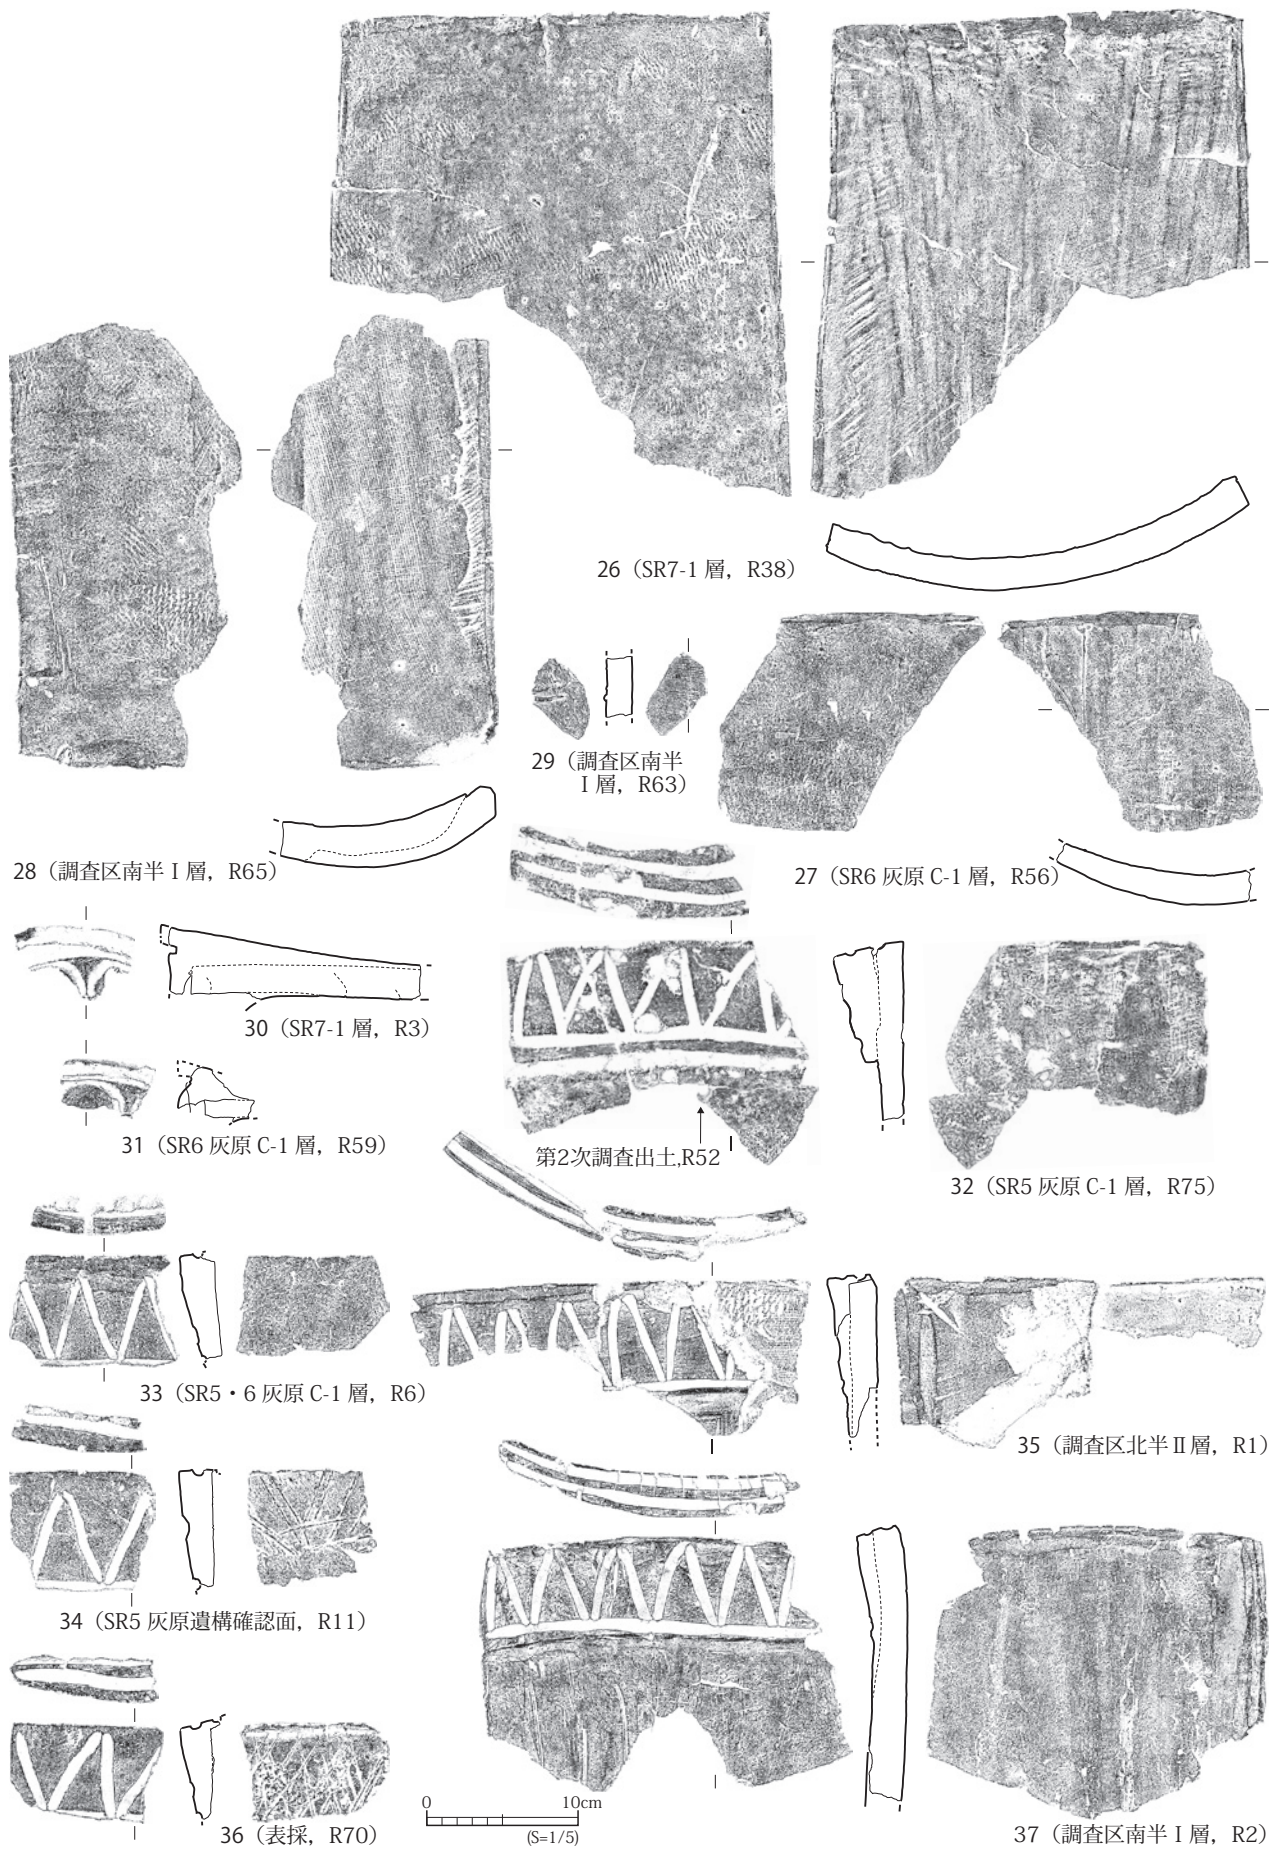 26（SR7-1 層，R38）
29（調査区南半
Ⅰ層，R63）
28（調査区南半Ⅰ層，R65）
27（SR6 灰原 C-1 層，R56）
30（SR7-1 層，R3）
31（SR6 灰原 C-1 層，R59）
第2次調査出土,R52
32（SR5 灰原 C-1 層，R75）
33（SR5・6 灰原 C-1 層，R6）
35（調査区北半Ⅱ層，R1）
34（SR5 灰原遺構確認面，R11）
36（表採，R70）
0 10cm
(S=1/5)
37（調査区南半Ⅰ層，R2）